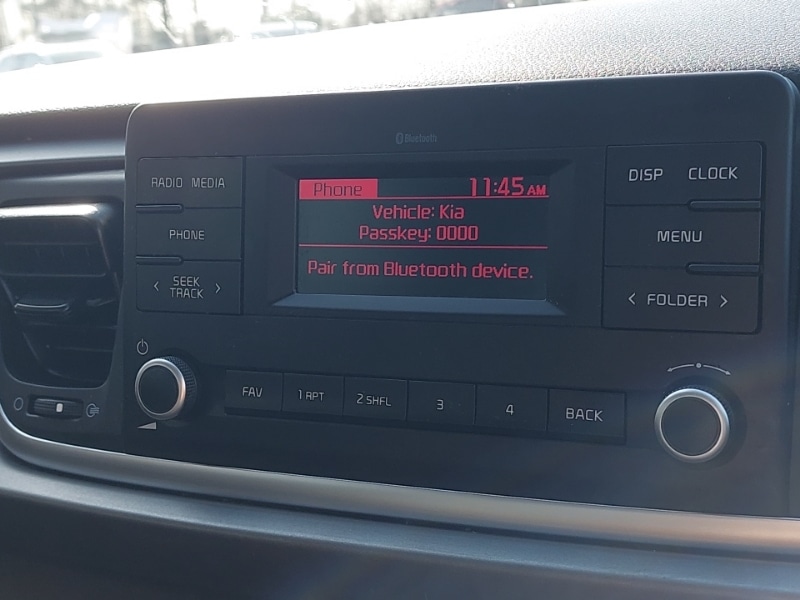 Bluetooth
RADIO MEDIA
PHONE
< SEEK TRACK >
Phone 11:45 AM
Vehicle: Kia
Passkey: 0000
Pair from Bluetooth device.
DISP CLOCK
MENU
< FOLDER >
FAV
1 RPT
2 SHFL
3
4
BACK